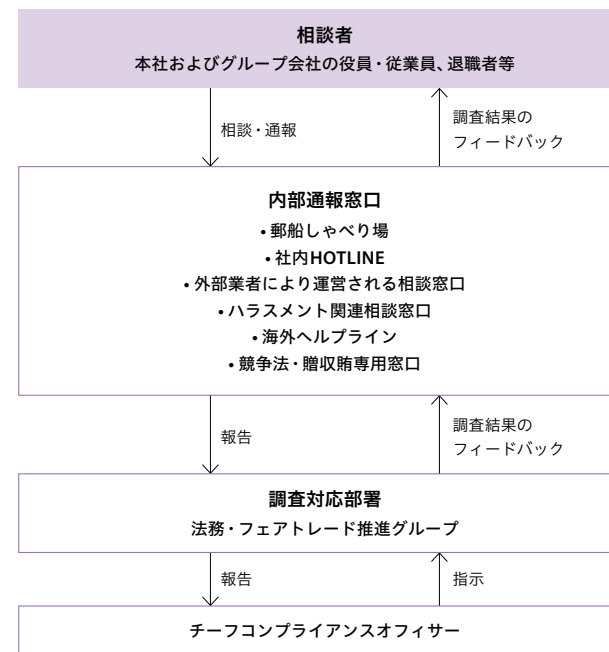 相談者
本社およびグループ会社の役員・従業員、退職者等
相談・通報
調査結果の
フィードバック
内部通報窓口
• 郵船しゃべり場
• 社内HOTLINE
• 外部業者により運営される相談窓口
• ハラスメント関連相談窓口
• 海外ヘルプライン
• 競争法・贈収賄専用窓口
報告
調査結果の
フィードバック
調査対応部署
法務・フェアトレード推進グループ
報告
指示
チーフコンプライアンスオフィサー